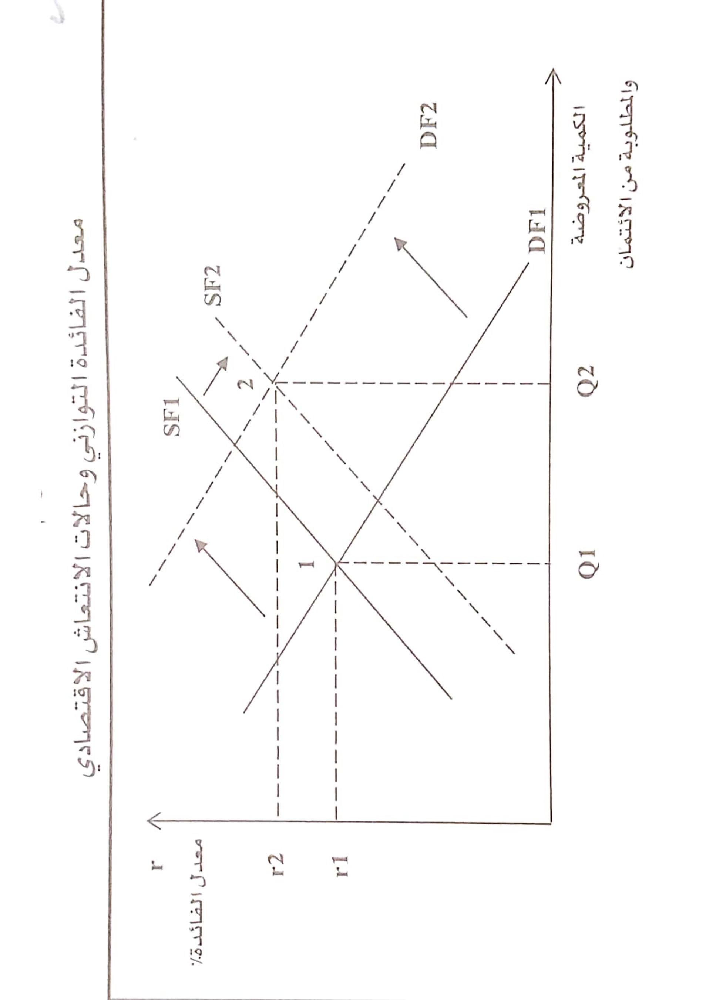 معدل الفائدة التوازني وحالات الانتعاش الاقتصادي
r
معدل الفائدة%
SF1
SF2
2
r2
DF2
1
r1
DF1
Q1
Q2
الكمية المعروضة
والمطلوبة من الائتمان